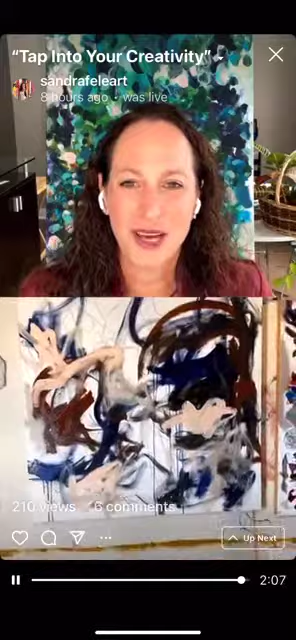 “Tap Into Your Creativity”
sandrafeleart
8 hours ago • was live
210 views 6 comments
Up Next
2:07